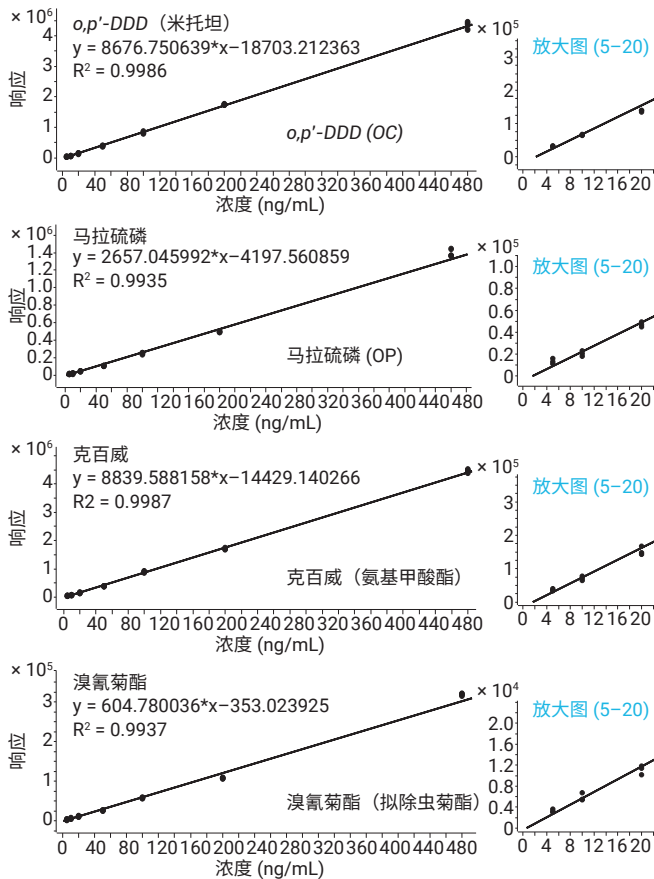 × 10⁶
o,p'-DDD（米托坦）
y = 8676.750639*x−18703.212363
R² = 0.9986
响应
4
3
2
1
0
o,p'-DDD (OC)
0 40 80 120 160 200 240 280 320 360 400 440 480
浓度 (ng/mL)
× 10⁵
放大图 (5−20)
3
2
1
0
0 4 8 12 16 20
× 10⁶
马拉硫磷
y = 2657.045992*x−4197.560859
R² = 0.9935
响应
1.4
1.2
1.0
0.8
0.6
0.4
0.2
0
马拉硫磷 (OP)
0 40 80 120 160 200 240 280 320 360 400 440 480
浓度 (ng/mL)
× 10⁵
放大图 (5−20)
1.0
0.8
0.6
0.4
0.2
0
0 4 8 12 16 20
× 10⁶
克百威
y = 8839.588158*x−14429.140266
R2 = 0.9987
响应
4
3
2
1
0
克百威（氨基甲酸酯）
0 40 80 120 160 200 240 280 320 360 400 440 480
浓度 (ng/mL)
× 10⁵
放大图 (5−20)
3
2
1
0
0 4 8 12 16 20
× 10⁵
溴氰菊酯
y = 604.780036*x−353.023925
R² = 0.9937
响应
3
2
1
0
溴氰菊酯（拟除虫菊酯）
0 40 80 120 160 200 240 280 320 360 400 440 480
浓度 (ng/mL)
× 10⁴
放大图 (5−20)
2.0
1.6
1.2
0.8
0.4
0
0 4 8 12 16 20